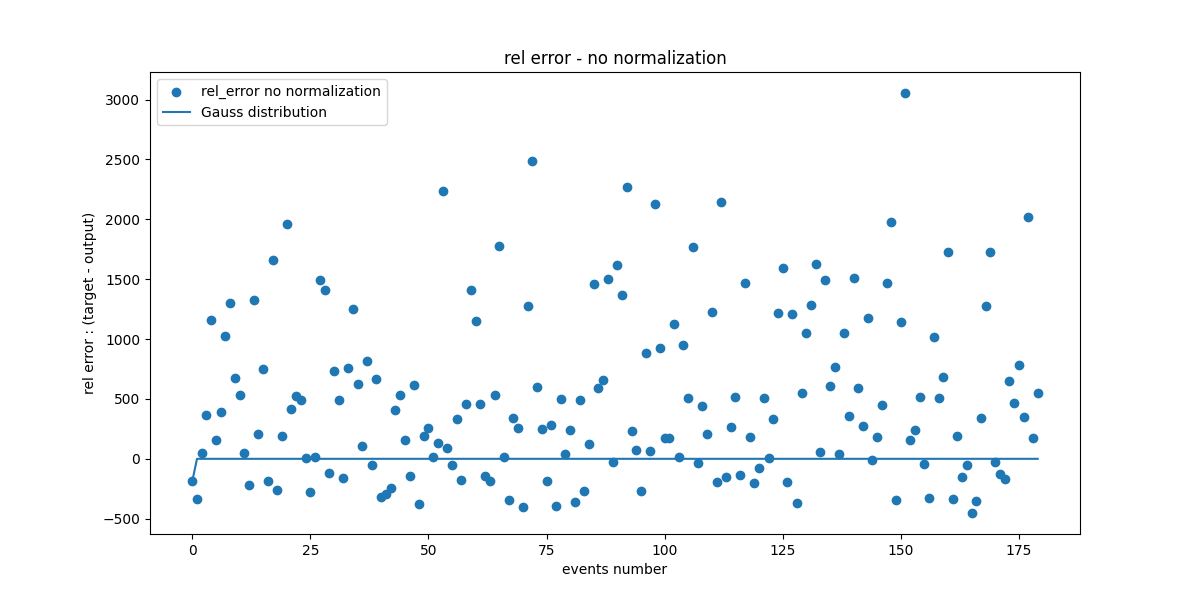 rel error - no normalization
rel_error no normalization
Gauss distribution
rel error : (target - output)
3000
2500
2000
1500
1000
500
0
−500
0 25 50 75 100 125 150 175
events number